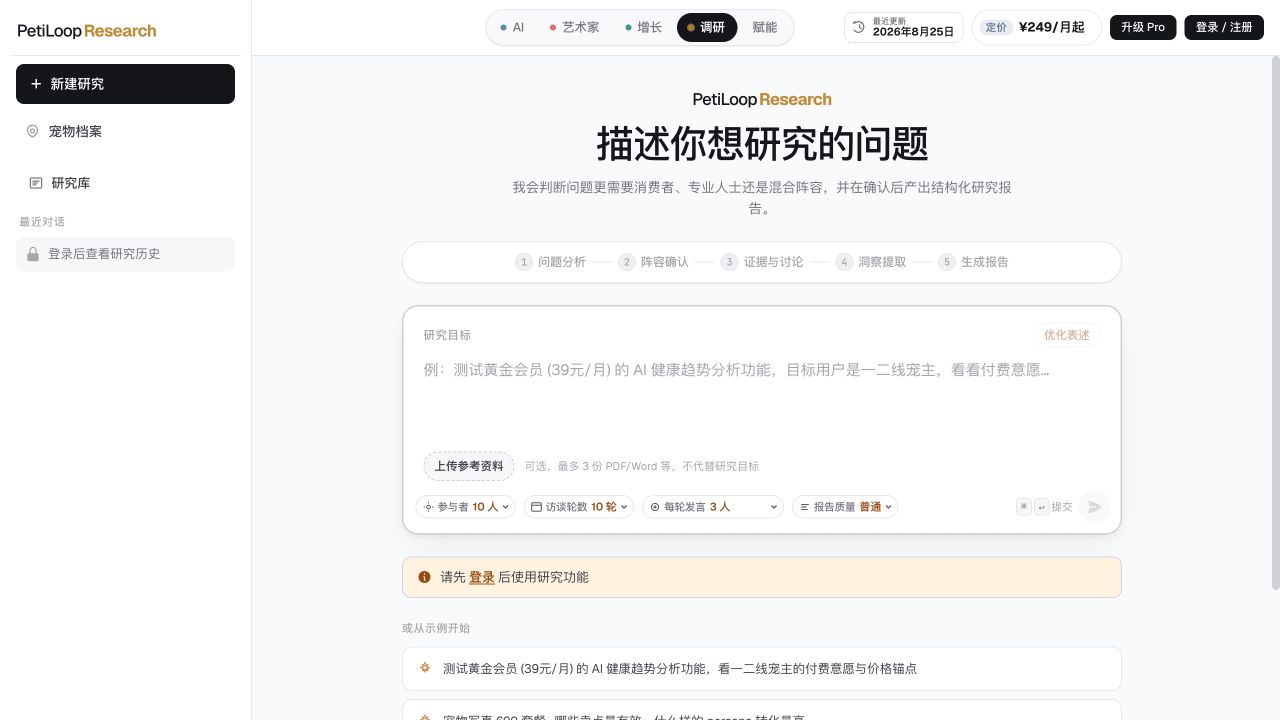 PetiLoop Research
新建研究
宠物档案
研究库
最近对话
登录后查看研究历史
AI
艺术家
增长
调研
赋能
最近更新
2026年8月25日
定价 ¥249/月起
升级 Pro
登录 / 注册
PetiLoop Research
描述你想研究的问题
我会判断问题更需要消费者、专业人士还是混合阵容，并在确认后产出结构化研究报
告。
1 问题分析
2 阵容确认
3 证据与讨论
4 洞察提取
5 生成报告
研究目标
优化表述
例：测试黄金会员 (39元/月) 的 AI 健康趋势分析功能，目标用户是一二线宠主，看看付费意愿…
上传参考资料
可选，最多 3 份 PDF/Word 等，不代替研究目标
参与者 10 人
访谈轮数 10 轮
每轮发言 3 人
报告质量 普通
⌘ ↵ 提交
请先 登录 后使用研究功能
或从示例开始
测试黄金会员 (39元/月) 的 AI 健康趋势分析功能，看一二线宠主的付费意愿与价格锚点